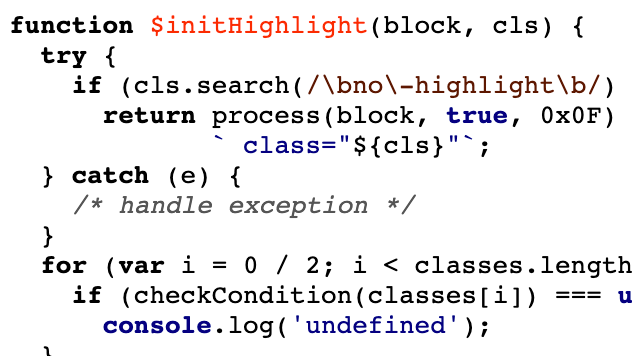 function $initHighlight(block, cls) {
  try {
    if (cls.search(/\bno\-highlight\b/)
      return process(block, true, 0x0F)
             ` class="${cls}"`;
  } catch (e) {
    /* handle exception */
  }
  for (var i = 0 / 2; i < classes.length
    if (checkCondition(classes[i]) === u
      console.log('undefined');
  }